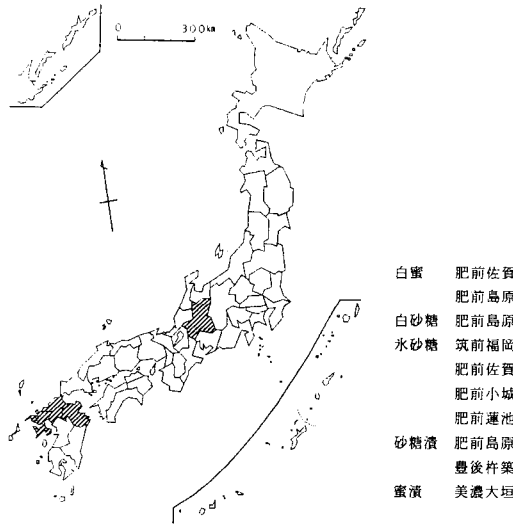 0 300km
白蜜 肥前佐賀
肥前島原
白砂糖 肥前島原
氷砂糖 筑前福岡
肥前佐賀
肥前小城
肥前蓮池
砂糖漬 肥前島原
豊後杵築
蜜漬 美濃大垣